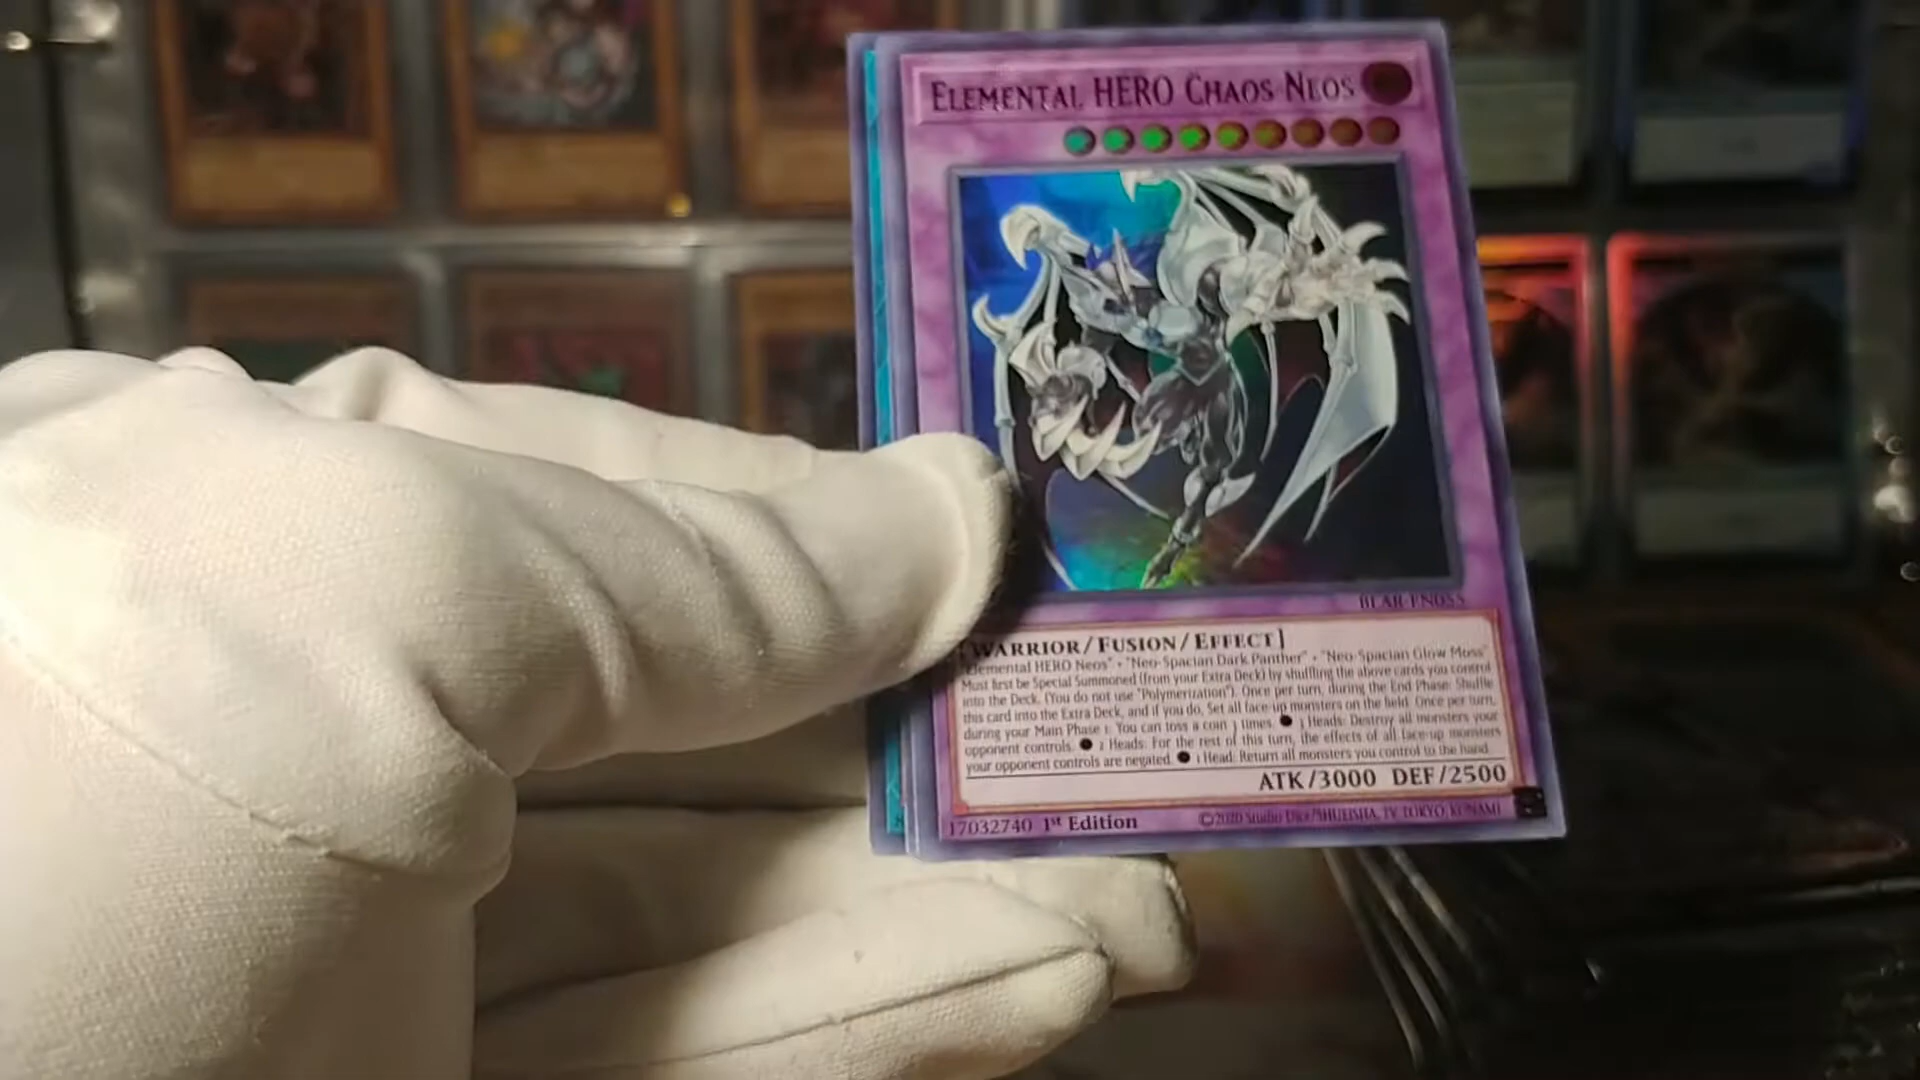 ELEMENTAL HERO CHAOS NEOS
BLAR-EN055
[WARRIOR/FUSION/EFFECT]
"Elemental HERO Neos" + "Neo-Spacian Dark Panther" + "Neo-Spacian Glow Moss"
Must first be Special Summoned (from your Extra Deck) by shuffling the above cards you control
into the Deck. (You do not use "Polymerization"). Once per turn, during the End Phase: Shuffle
this card into the Extra Deck, and if you do, Set all face-up monsters on the field. Once per turn,
during your Main Phase 1: You can toss a coin 3 times. ● 3 Heads: Destroy all monsters your
opponent controls. ● 2 Heads: For the rest of this turn, the effects of all face-up monsters
your opponent controls are negated. ● 1 Head: Return all monsters you control to the hand.
ATK/3000 DEF/2500
17032740 1st Edition ©2020 Studio Dice/SHUEISHA, TV TOKYO, KONAMI